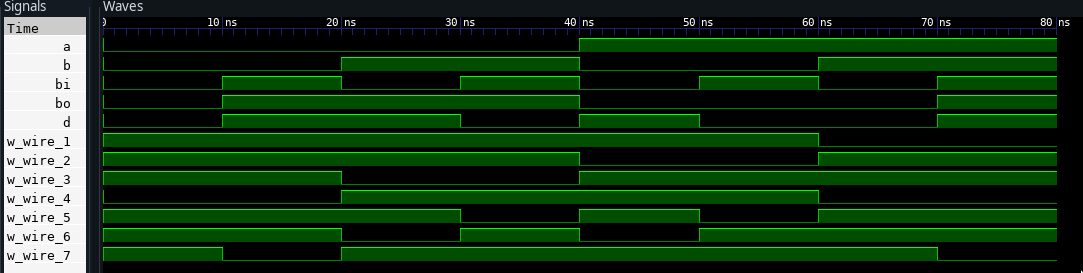 Signals Waves
Time 0 10 ns 20 ns 30 ns 40 ns 50 ns 60 ns 70 ns 80 ns
a
b
bi
bo
d
w_wire_1
w_wire_2
w_wire_3
w_wire_4
w_wire_5
w_wire_6
w_wire_7